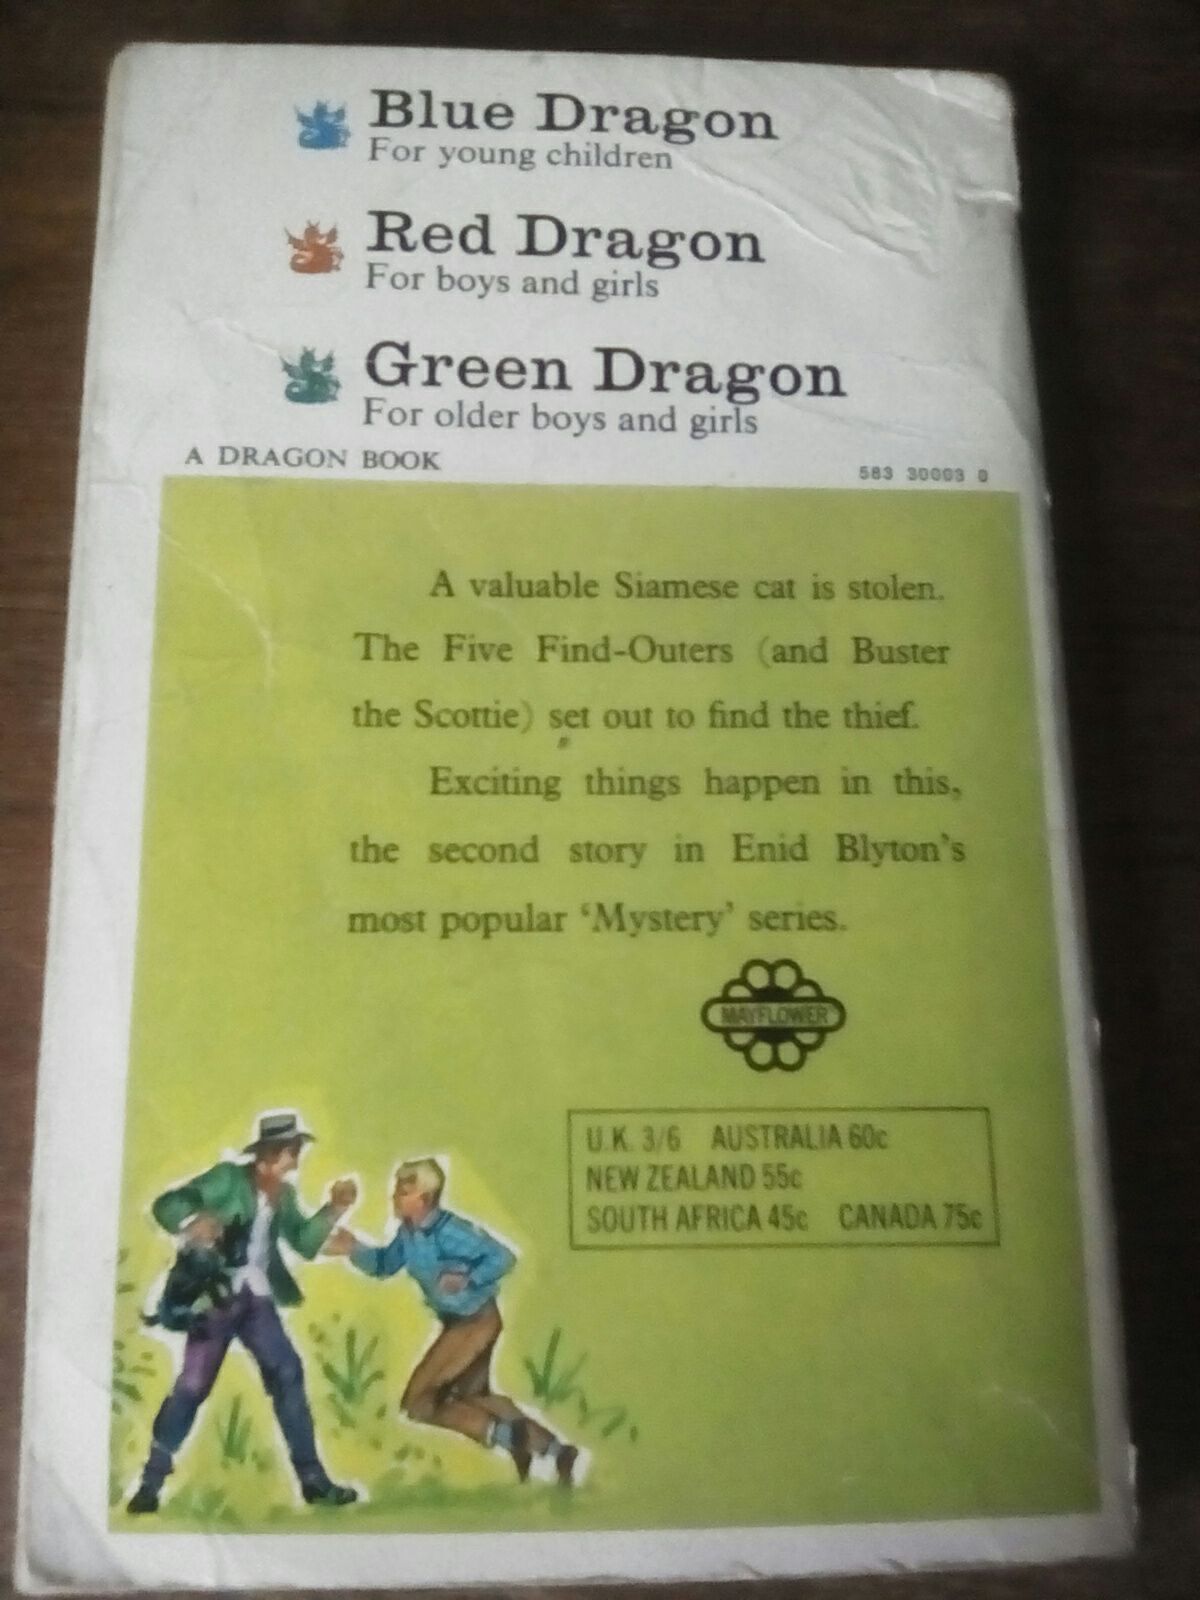 Blue Dragon
For young children
Red Dragon
For boys and girls
Green Dragon
For older boys and girls
A DRAGON BOOK
583 30003 0
A valuable Siamese cat is stolen.
The Five Find-Outers (and Buster
the Scottie) set out to find the thief.
Exciting things happen in this,
the second story in Enid Blyton's
most popular 'Mystery' series.
MAYFLOWER
U.K. 3/6 AUSTRALIA 60c
NEW ZEALAND 55c
SOUTH AFRICA 45c CANADA 75c